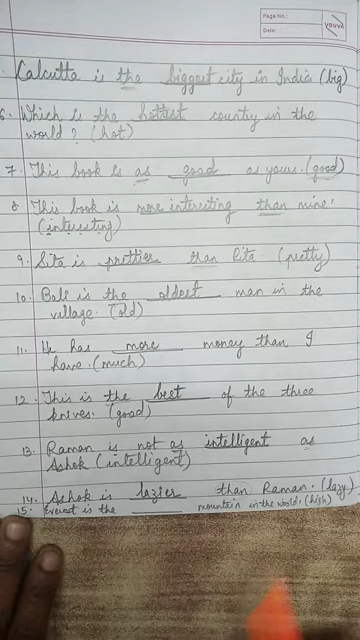 Page No.:
Date:
YOUVA
Calcutta is the biggest city in India (big)
6. Which is the hottest country in the
world? (hot)
7. This book is as good as yours. (good)
8 This book is more interesting than mine'
(interesting)
9. Sita is prettier than Rita (pretty)
10. Bali is the oldest man in the
village. (old)
11. He has more money than I
have. (much)
12. This is the best of the three
knives. (good)
13. Raman is not as intelligent as
Ashok (intelligent)
14. Ashok is lazier than Raman. (lazy)
15. Everest is the ______ mountain in the world. (high)